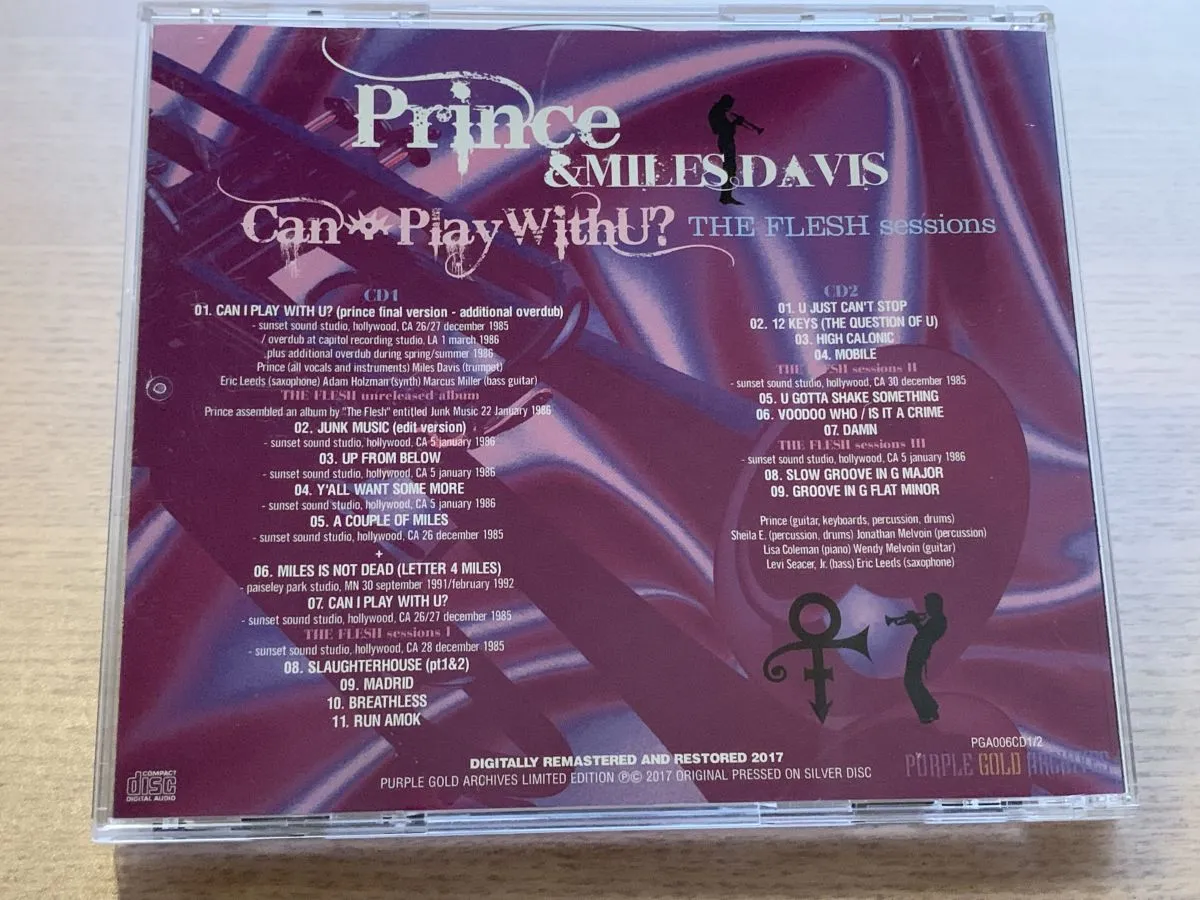 Prince
& MILES DAVIS
Can I Play With U? THE FLESH sessions
CD1
01. CAN I PLAY WITH U? (prince final version - additional overdub)
- sunset sound studio, hollywood, CA 26/27 december 1985
/ overdub at capitol recording studio, LA 1 march 1986
plus additional overdub during spring/summer 1986
Prince (all vocals and instruments) Miles Davis (trumpet)
Eric Leeds (saxophone) Adam Holzman (synth) Marcus Miller (bass guitar)
THE FLESH unreleased album
Prince assembled an album by "The Flesh" entitled Junk Music 22 January 1986
02. JUNK MUSIC (edit version)
- sunset sound studio, hollywood, CA 5 january 1986
03. UP FROM BELOW
- sunset sound studio, hollywood, CA 5 january 1986
04. Y'ALL WANT SOME MORE
- sunset sound studio, hollywood, CA 5 january 1986
05. A COUPLE OF MILES
- sunset sound studio, hollywood, CA 26 december 1985
+
06. MILES IS NOT DEAD (LETTER 4 MILES)
- paiseley park studio, MN 30 september 1991/february 1992
07. CAN I PLAY WITH U?
- sunset sound studio, hollywood, CA 26/27 december 1985
THE FLESH sessions I
- sunset sound studio, hollywood, CA 28 december 1985
08. SLAUGHTERHOUSE (pt.1&2)
09. MADRID
10. BREATHLESS
11. RUN AMOK
CD2
01. U JUST CAN'T STOP
02. 12 KEYS (THE QUESTION OF U)
03. HIGH CALONIC
04. MOBILE
THE FLESH sessions II
- sunset sound studio, hollywood, CA 30 december 1985
05. U GOTTA SHAKE SOMETHING
06. VOODOO WHO / IS IT A CRIME
07. DAMN
THE FLESH sessions III
- sunset sound studio, hollywood, CA 5 january 1986
08. SLOW GROOVE IN G MAJOR
09. GROOVE IN G FLAT MINOR
Prince (guitar, keyboards, percussion, drums)
Sheila E. (percussion, drums) Jonathan Melvoin (percussion)
Lisa Coleman (piano) Wendy Melvoin (guitar)
Levi Seacer, Jr. (bass) Eric Leeds (saxophone)
PGA006CD1/2
PURPLE GOLD ARCHIVES
DIGITALLY REMASTERED AND RESTORED 2017
PURPLE GOLD ARCHIVES LIMITED EDITION ℗© 2017 ORIGINAL PRESSED ON SILVER DISC
COMPACT
disc
DIGITAL AUDIO